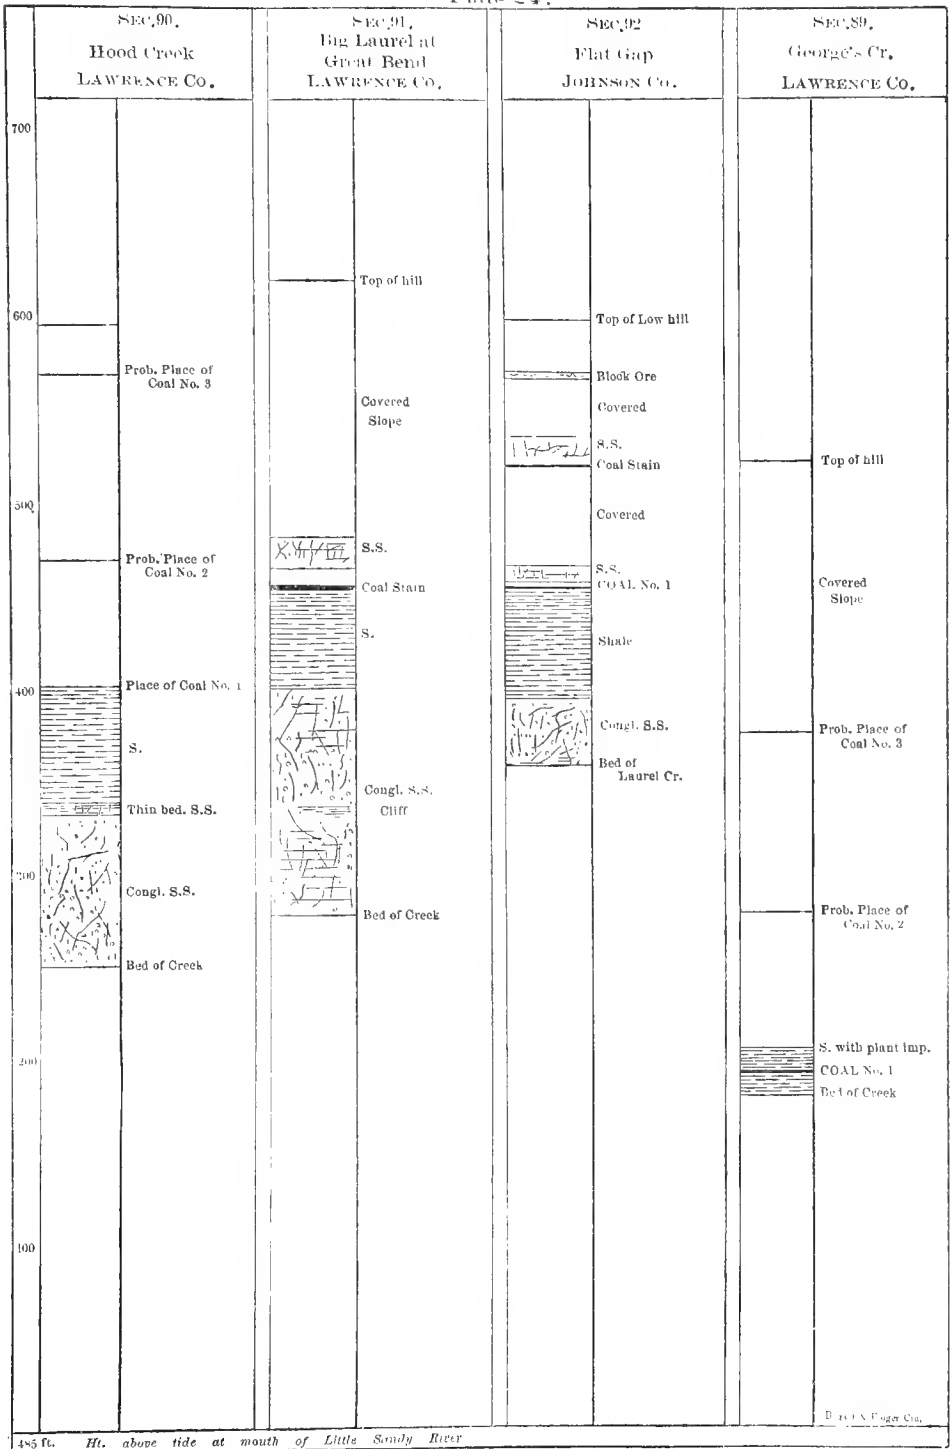 SEC. 90.
Hood Creek
LAWRENCE CO.
SEC. 91.
Big Laurel at
Great Bend
LAWRENCE CO.
SEC. 92
Flat Gap
JOHNSON CO.
SEC. 89.
George's Cr.
LAWRENCE CO.
700
600
500
400
300
200
100
Prob. Place of
Coal No. 3
Prob. Place of
Coal No. 2
Place of Coal No. 1
S.
Thin bed. S.S.
Congl. S.S.
Bed of Creek
Top of hill
Covered
Slope
S.S.
Coal Stain
S.
Congl. S.S.
Cliff
Bed of Creek
Top of Low hill
Block Ore
Covered
S.S.
Coal Stain
Covered
S.S.
COAL No. 1
Shale
Congl. S.S.
Bed of
Laurel Cr.
Top of hill
Covered
Slope
Prob. Place of
Coal No. 3
Prob. Place of
Coal No. 2
S. with plant imp.
COAL No. 1
Bed of Creek
485 ft. Ht. above tide at mouth of Little Sandy River